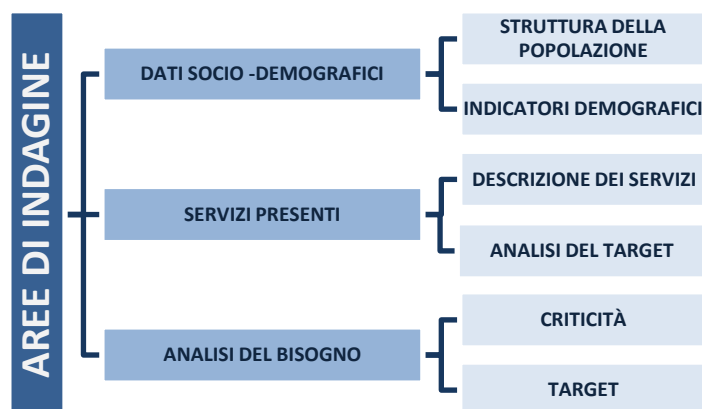 AREE DI INDAGINE
DATI SOCIO -DEMOGRAFICI
STRUTTURA DELLA
POPOLAZIONE
INDICATORI DEMOGRAFICI
SERVIZI PRESENTI
DESCRIZIONE DEI SERVIZI
ANALISI DEL TARGET
ANALISI DEL BISOGNO
CRITICITÀ
TARGET